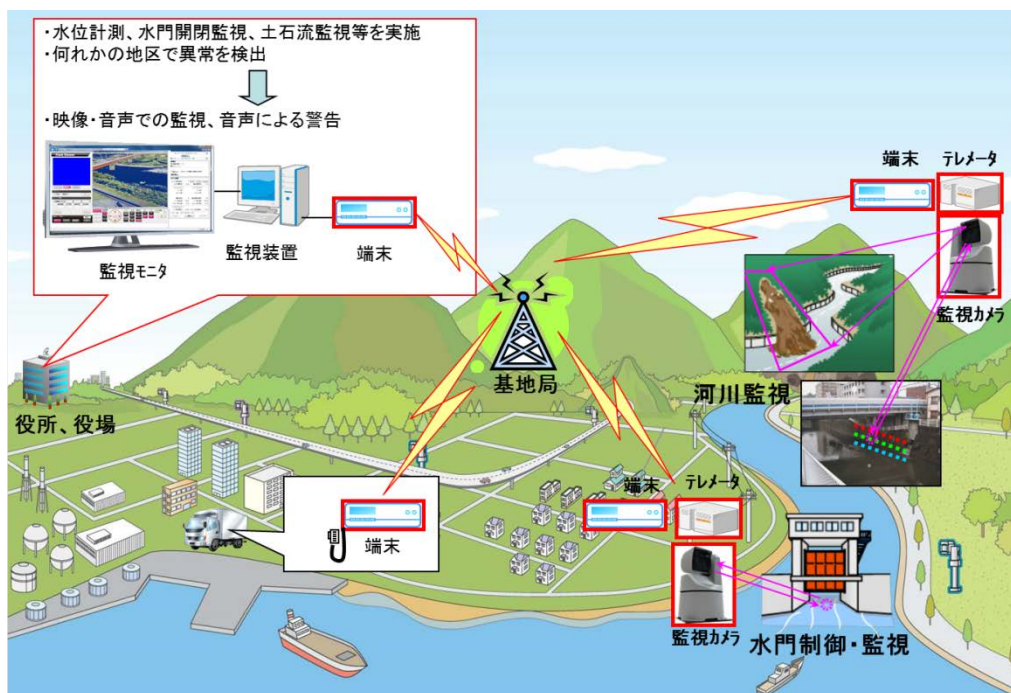 ・水位計測、水門開閉監視、土石流監視等を実施
・何れかの地区で異常を検出
・映像・音声での監視、音声による警告
監視ﾓﾆﾀ
監視装置
端末
端末
ﾃﾚﾒｰﾀ
監視ｶﾒﾗ
基地局
河川監視
役所、役場
端末
端末
ﾃﾚﾒｰﾀ
監視ｶﾒﾗ
水門制御・監視